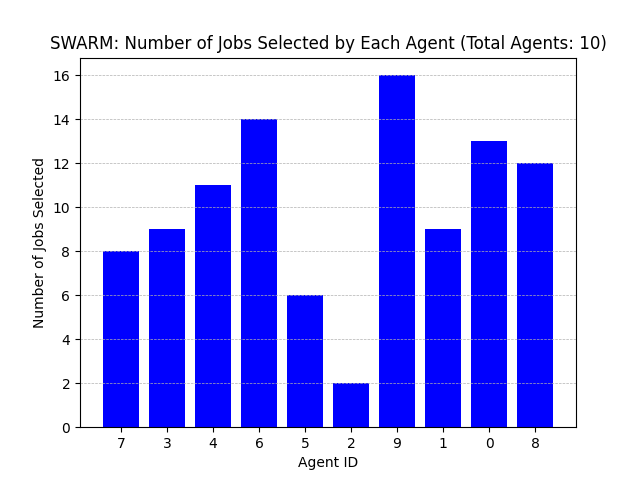 SWARM: Number of Jobs Selected by Each Agent (Total Agents: 10)
Number of Jobs Selected
16
14
12
10
8
6
4
2
0
7 3 4 6 5 2 9 1 0 8
Agent ID